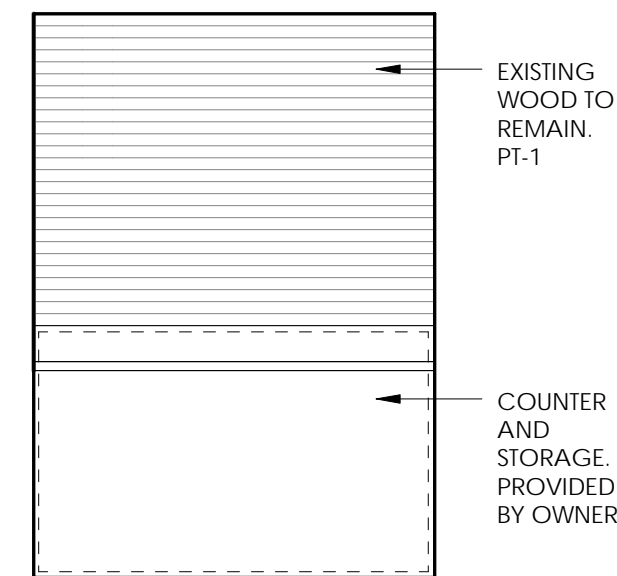 EXISTING
WOOD TO
REMAIN.
PT-1
COUNTER
AND
STORAGE.
PROVIDED
BY OWNER